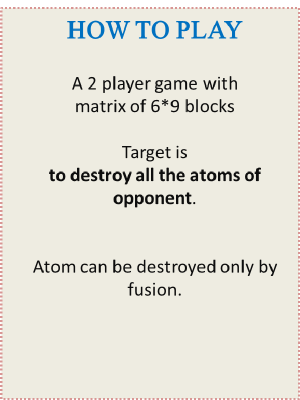 HOW TO PLAY
A 2 player game with
matrix of 6*9 blocks
Target is
to destroy all the atoms of
opponent.
Atom can be destroyed only by
fusion.